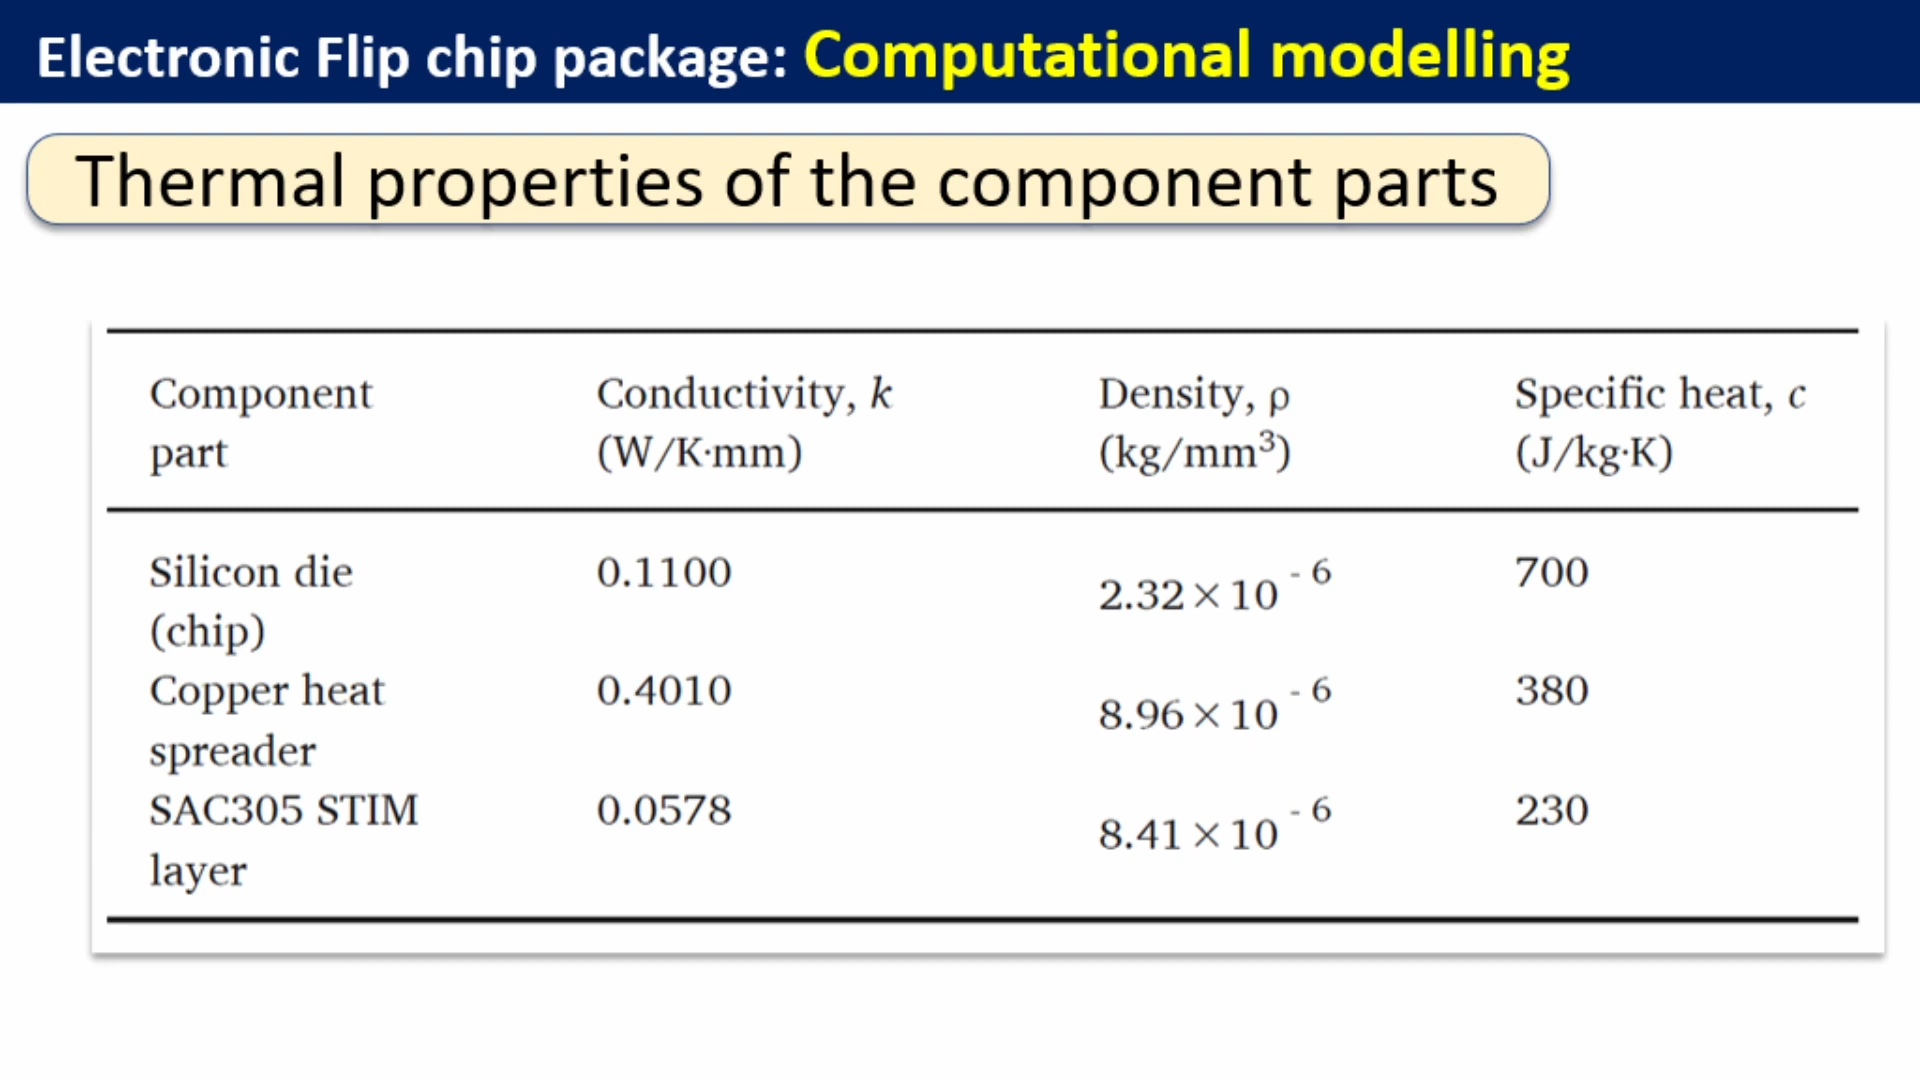 Electronic Flip chip package: Computational modelling
Thermal properties of the component parts
Component part Conductivity, k (W/K·mm) Density, ρ (kg/mm³) Specific heat, c (J/kg·K)
Silicon die (chip) 0.1100 2.32×10⁻⁶ 700
Copper heat spreader 0.4010 8.96×10⁻⁶ 380
SAC305 STIM layer 0.0578 8.41×10⁻⁶ 230